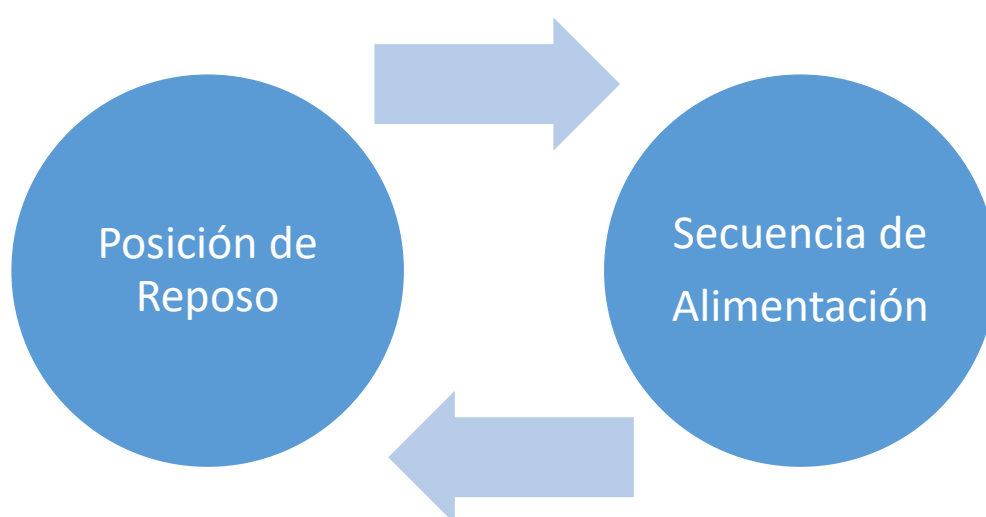 Posición de
Reposo
Secuencia de
Alimentación